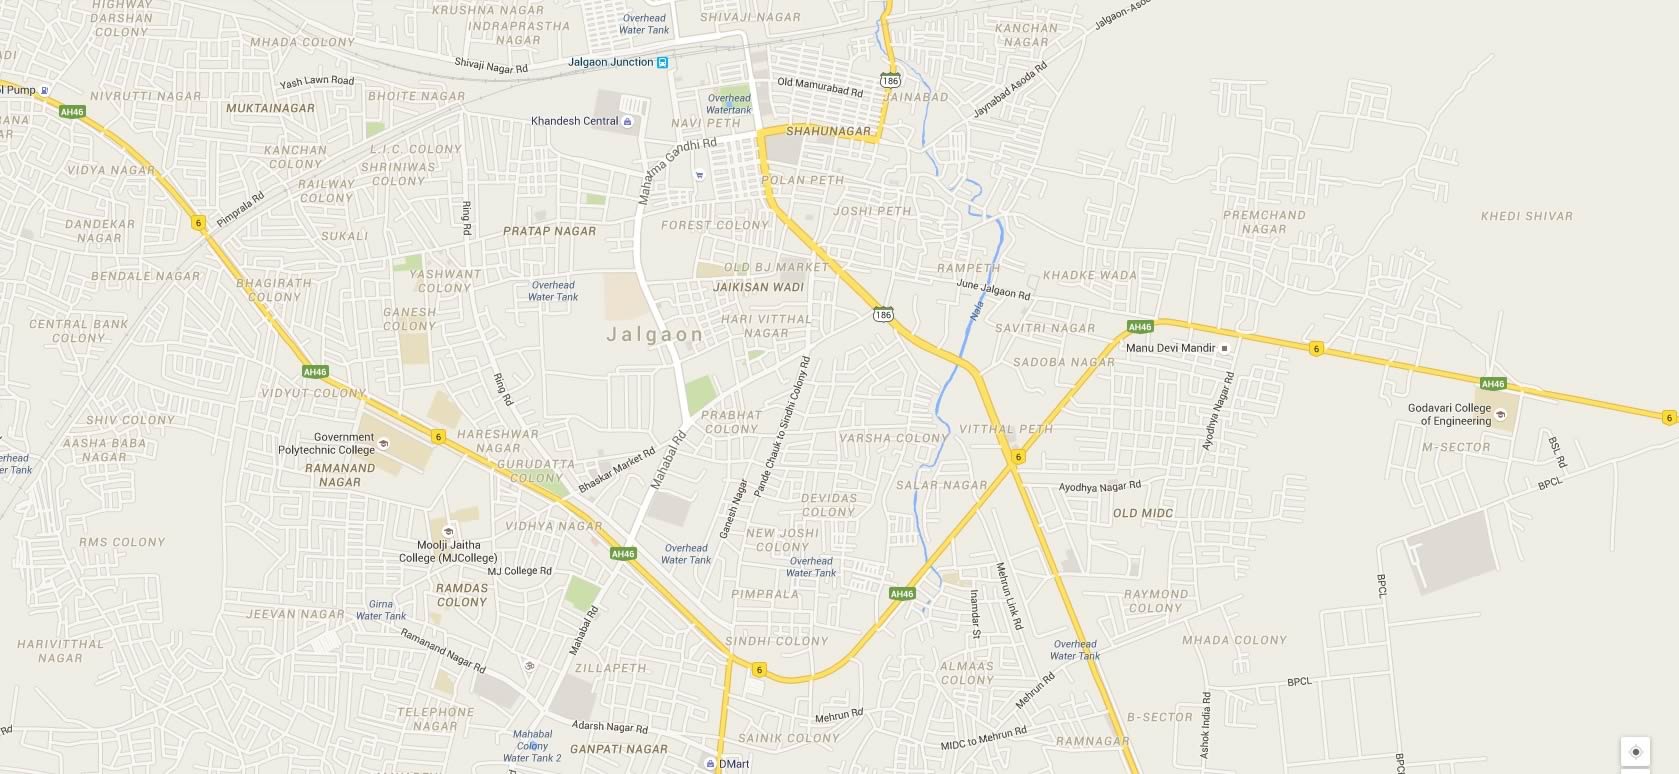 HIGHWAY
DARSHAN
COLONY
KRUSHNA NAGAR
INDRAPRASTHA
NAGAR
Overhead
Water Tank
SHIVAJI NAGAR
KANCHAN
NAGAR
MHADA COLONY
Shivaji Nagar Rd
Jalgaon Junction
Yash Lawn Road
BHOITE NAGAR
Old Mamurabad Rd
186
JAINABAD
Jaynabad Asoda Rd
ol Pump
AH46
NIVRUTTI NAGAR
MUKTAINAGAR
Overhead
Watertank
Khandesh Central
NAVI PETH
SHAHUNAGAR
KANCHAN
COLONY
L.I.C. COLONY
Mahatma Gandhi Rd
VIDYA NAGAR
RAILWAY
COLONY
SHRINIWAS
COLONY
POLAN PETH
Pimprala Rd
Ring Rd
JOSHI PETH
PREMCHAND
NAGAR
KHEDI SHIVAR
DANDEKAR
NAGAR
6
SUKALI
PRATAP NAGAR
FOREST COLONY
BENDALE NAGAR
BHAGIRATH
COLONY
YASHWANT
COLONY
Overhead
Water Tank
OLD BJ MARKET
JAIKISAN WADI
RAMPETH
KHADKE WADA
June Jalgaon Rd
Nala
GANESH
COLONY
CENTRAL BANK
COLONY
Jalgaon
HARI VITTHAL
NAGAR
186
SAVITRI NAGAR
AH46
Manu Devi Mandir
6
SADOBA NAGAR
AH46
VIDYUT COLONY
Ring Rd
Pande Chauk to Sindhi Colony Rd
AH46
Ayodhya Nagar Rd
Godavari College
of Engineering
6
SHIV COLONY
PRABHAT
COLONY
AASHA BABA
NAGAR
Government
Polytechnic College
6
HARESHWAR
NAGAR
Mahabal Rd
VARSHA COLONY
VITTHAL PETH
6
M-SECTOR
BSL Rd
RAMANAND
NAGAR
GURUDATTA
COLONY
Bhaskar Market Rd
Ganesh Nagar
SALAR NAGAR
Ayodhya Nagar Rd
BPCL
DEVIDAS
COLONY
OLD MIDC
RMS COLONY
VIDHYA NAGAR
NEW JOSHI
COLONY
Moolji Jaitha
College (MJCollege)
AH46
Overhead
Water Tank
Overhead
Water Tank
MJ College Rd
RAMDAS
COLONY
PIMPRALA
AH46
Inamdar St
Mehrun Link Rd
RAYMOND
COLONY
BPCL
JEEVAN NAGAR
Girna
Water Tank
Mahabal Rd
HARIVITTHAL
NAGAR
Ramanand Nagar Rd
ZILLAPETH
SINDHI COLONY
6
ALMAAS
COLONY
Overhead
Water Tank
MHADA COLONY
Mehrun Rd
BPCL
TELEPHONE
NAGAR
Adarsh Nagar Rd
Mehrun Rd
B-SECTOR
Ashok India Rd
Mahabal
Colony
Water Tank 2
GANPATI NAGAR
SAINIK COLONY
MIDC to Mehrun Rd
RAMNAGAR
BPCL
DMart